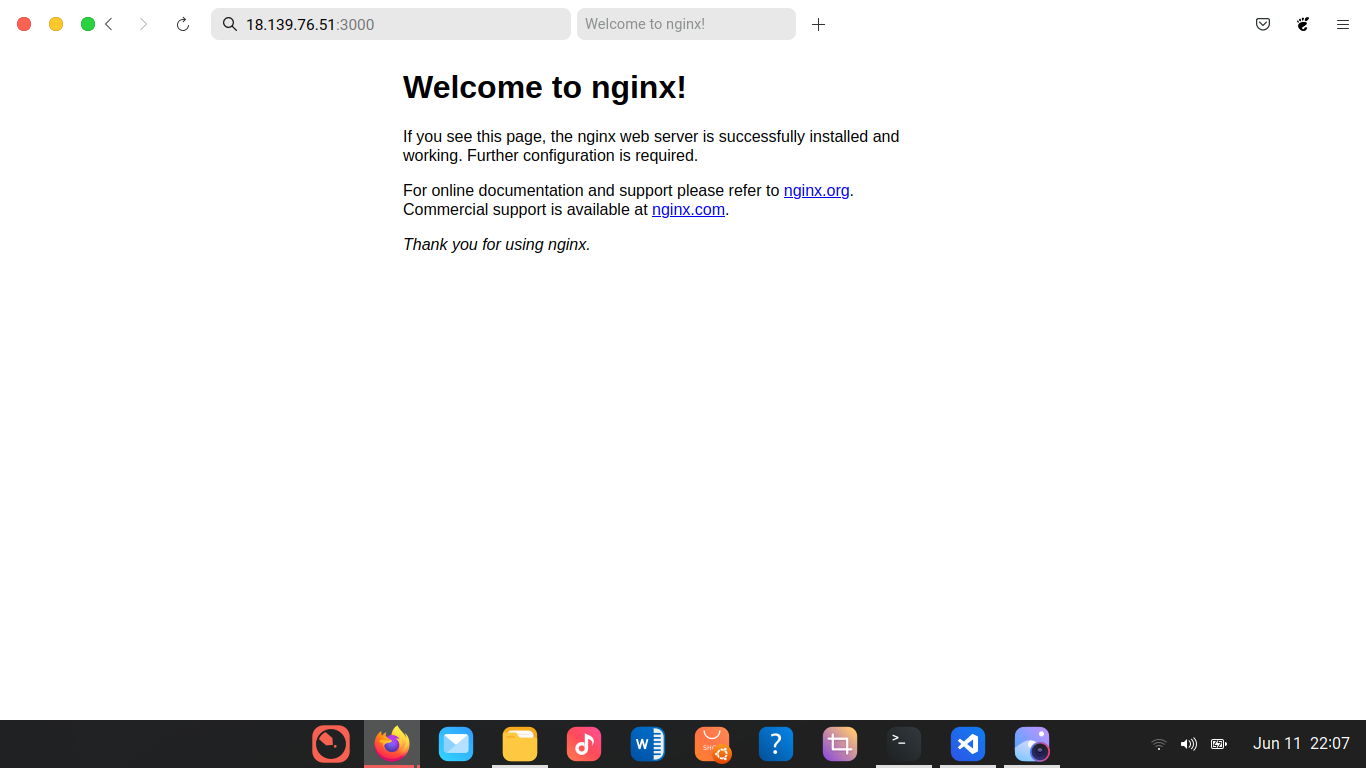 18.139.76.51:3000
Welcome to nginx!
Welcome to nginx!
If you see this page, the nginx web server is successfully installed and
working. Further configuration is required.
For online documentation and support please refer to nginx.org.
Commercial support is available at nginx.com.
Thank you for using nginx.
W
?
>_
Jun 11 22:07